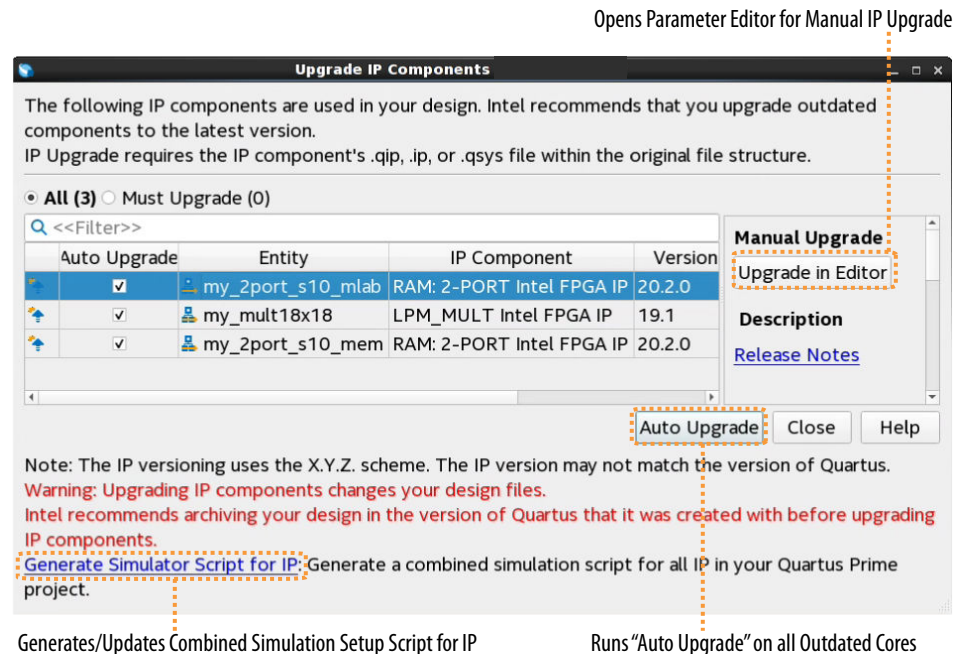 Opens Parameter Editor for Manual IP Upgrade
Upgrade IP Components
The following IP components are used in your design. Intel recommends that you upgrade outdated
components to the latest version.
IP Upgrade requires the IP component's .qip, .ip, or .qsys file within the original file structure.
All (3) Must Upgrade (0)
<<Filter>>
Auto Upgrade Entity IP Component Version
my_2port_s10_mlab RAM: 2-PORT Intel FPGA IP 20.2.0
my_mult18x18 LPM_MULT Intel FPGA IP 19.1
my_2port_s10_mem RAM: 2-PORT Intel FPGA IP 20.2.0
Manual Upgrade
Upgrade in Editor
Description
Release Notes
Auto Upgrade Close Help
Note: The IP versioning uses the X.Y.Z. scheme. The IP version may not match the version of Quartus.
Warning: Upgrading IP components changes your design files.
Intel recommends archiving your design in the version of Quartus that it was created with before upgrading
IP components.
Generate Simulator Script for IP: Generate a combined simulation script for all IP in your Quartus Prime
project.
Generates/Updates Combined Simulation Setup Script for IP
Runs “Auto Upgrade” on all Outdated Cores